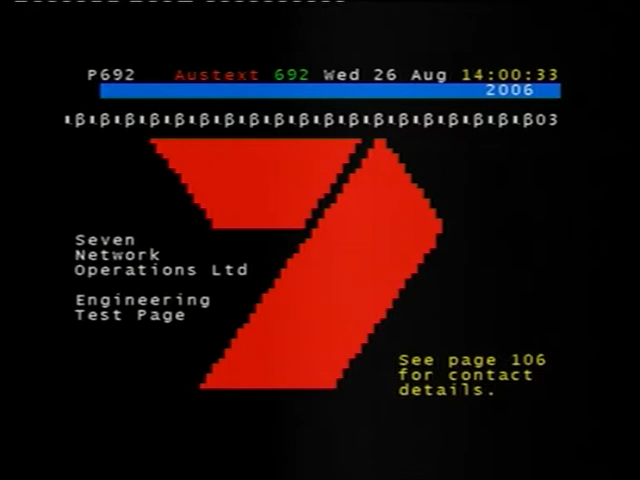 P692 Austext 692 Wed 26 Aug 14:00:33
2006
03
Seven
Network
Operations Ltd
Engineering
Test Page
See page 106
for contact
details.